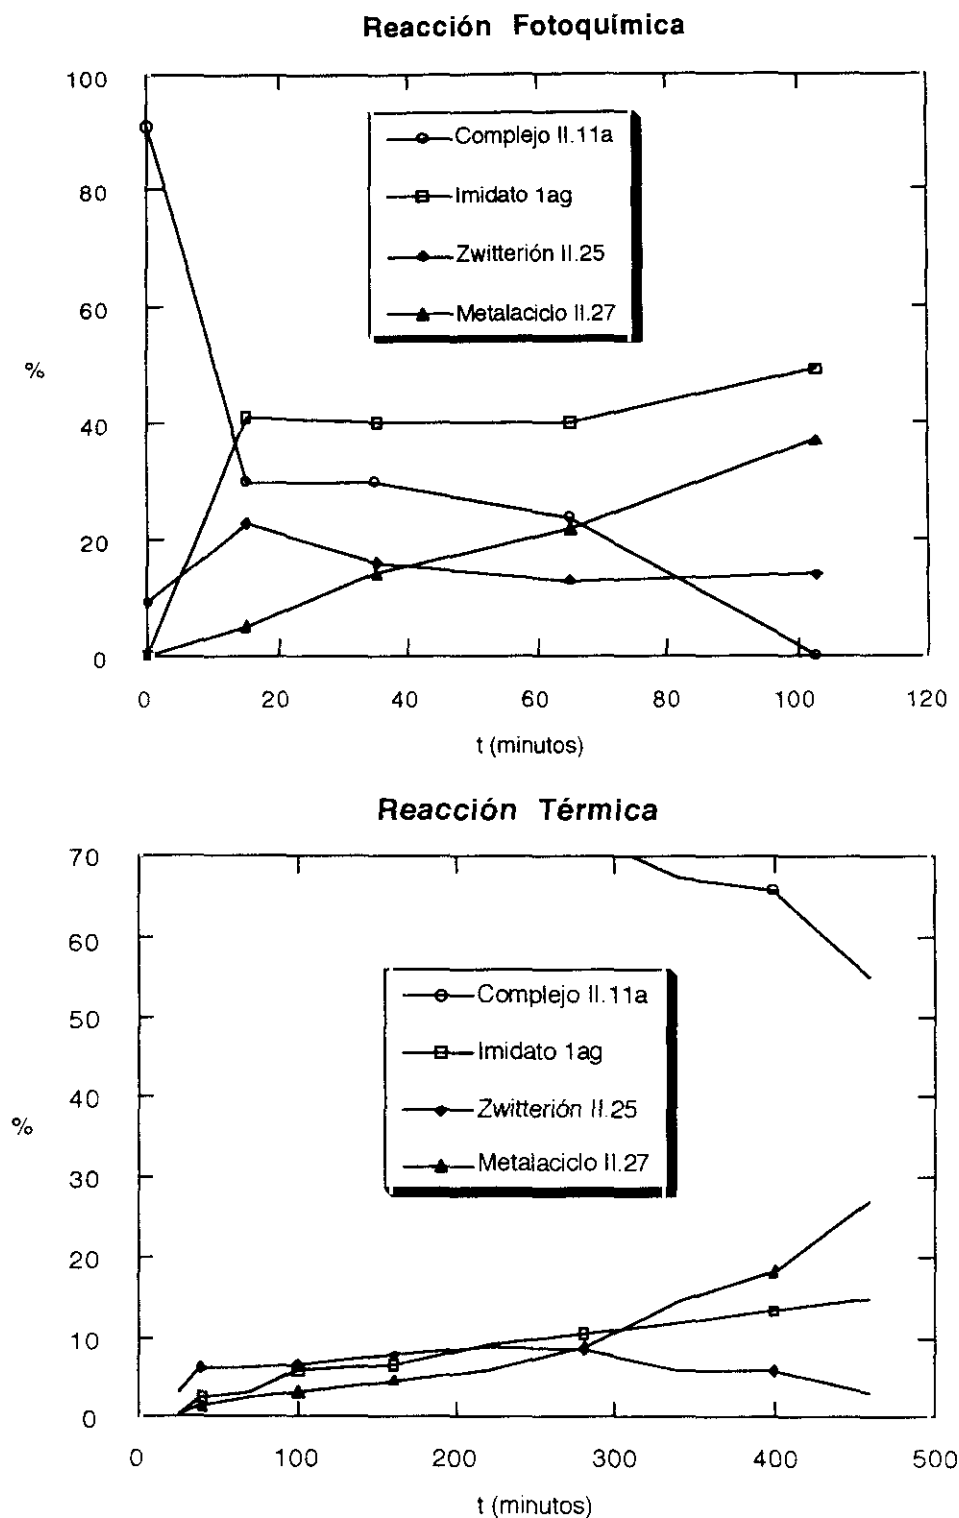 Reacción Fotoquímica
100
80
60
40
20
0
%
Complejo II.11a
Imidato 1ag
Zwitterión II.25
Metalaciclo II.27
0 20 40 60 80 100 120
t (minutos)
Reacción Térmica
70
60
50
40
30
20
10
0
%
Complejo II.11a
Imidato 1ag
Zwitterión II.25
Metalaciclo II.27
0 100 200 300 400 500
t (minutos)